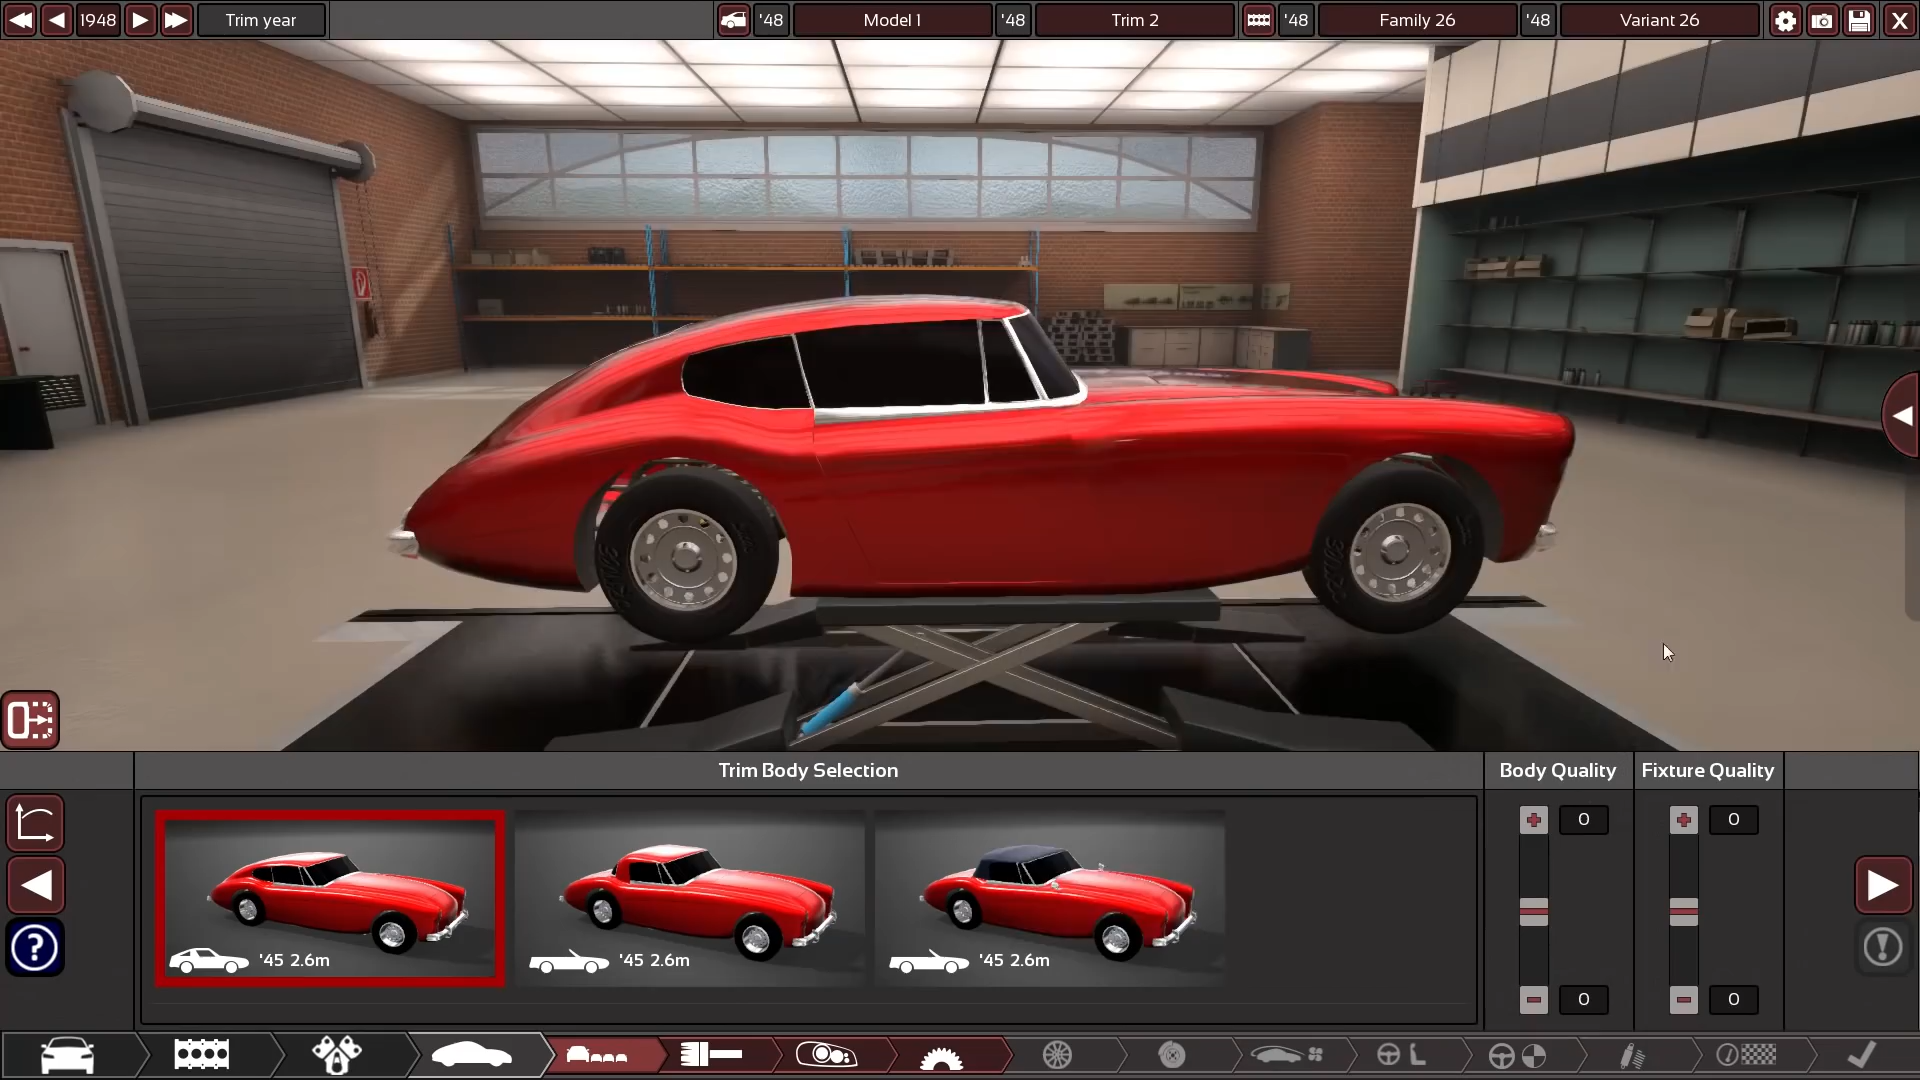 1948 Trim year '48 Model 1 '48 Trim 2 '48 Family 26 '48 Variant 26 X
Trim Body Selection Body Quality Fixture Quality
0 0
'45 2.6m '45 2.6m '45 2.6m
0 0
?